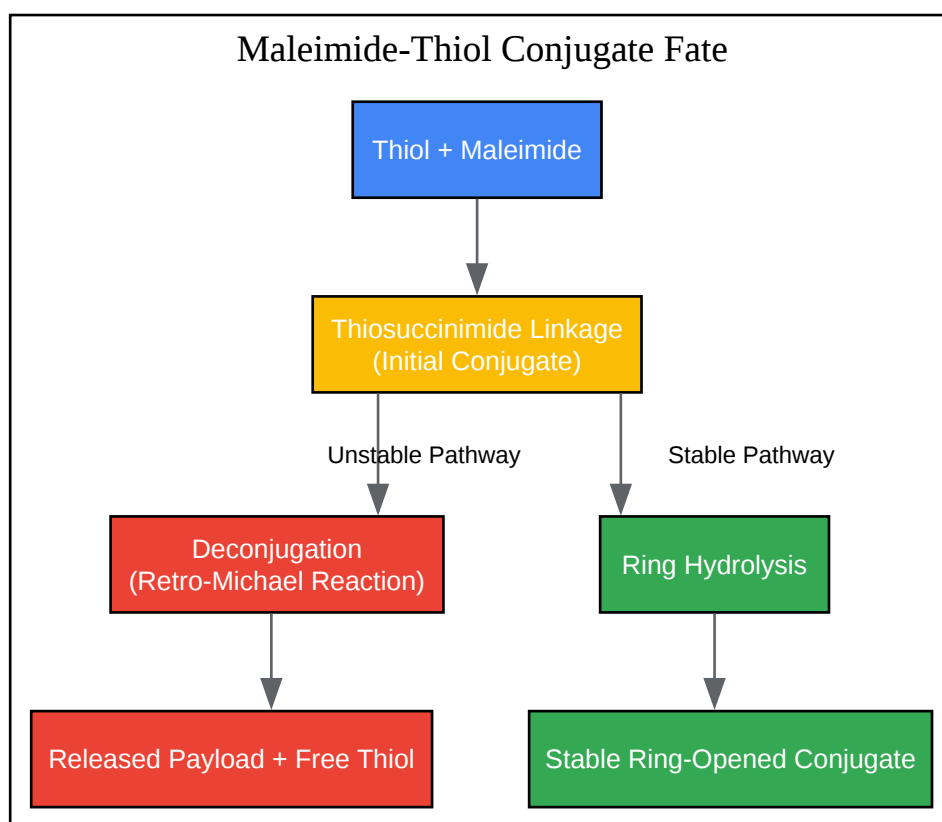 Maleimide-Thiol Conjugate Fate
Thiol + Maleimide
Thiosuccinimide Linkage
(Initial Conjugate)
Unstable Pathway
Stable Pathway
Deconjugation
(Retro-Michael Reaction)
Ring Hydrolysis
Released Payload + Free Thiol
Stable Ring-Opened Conjugate